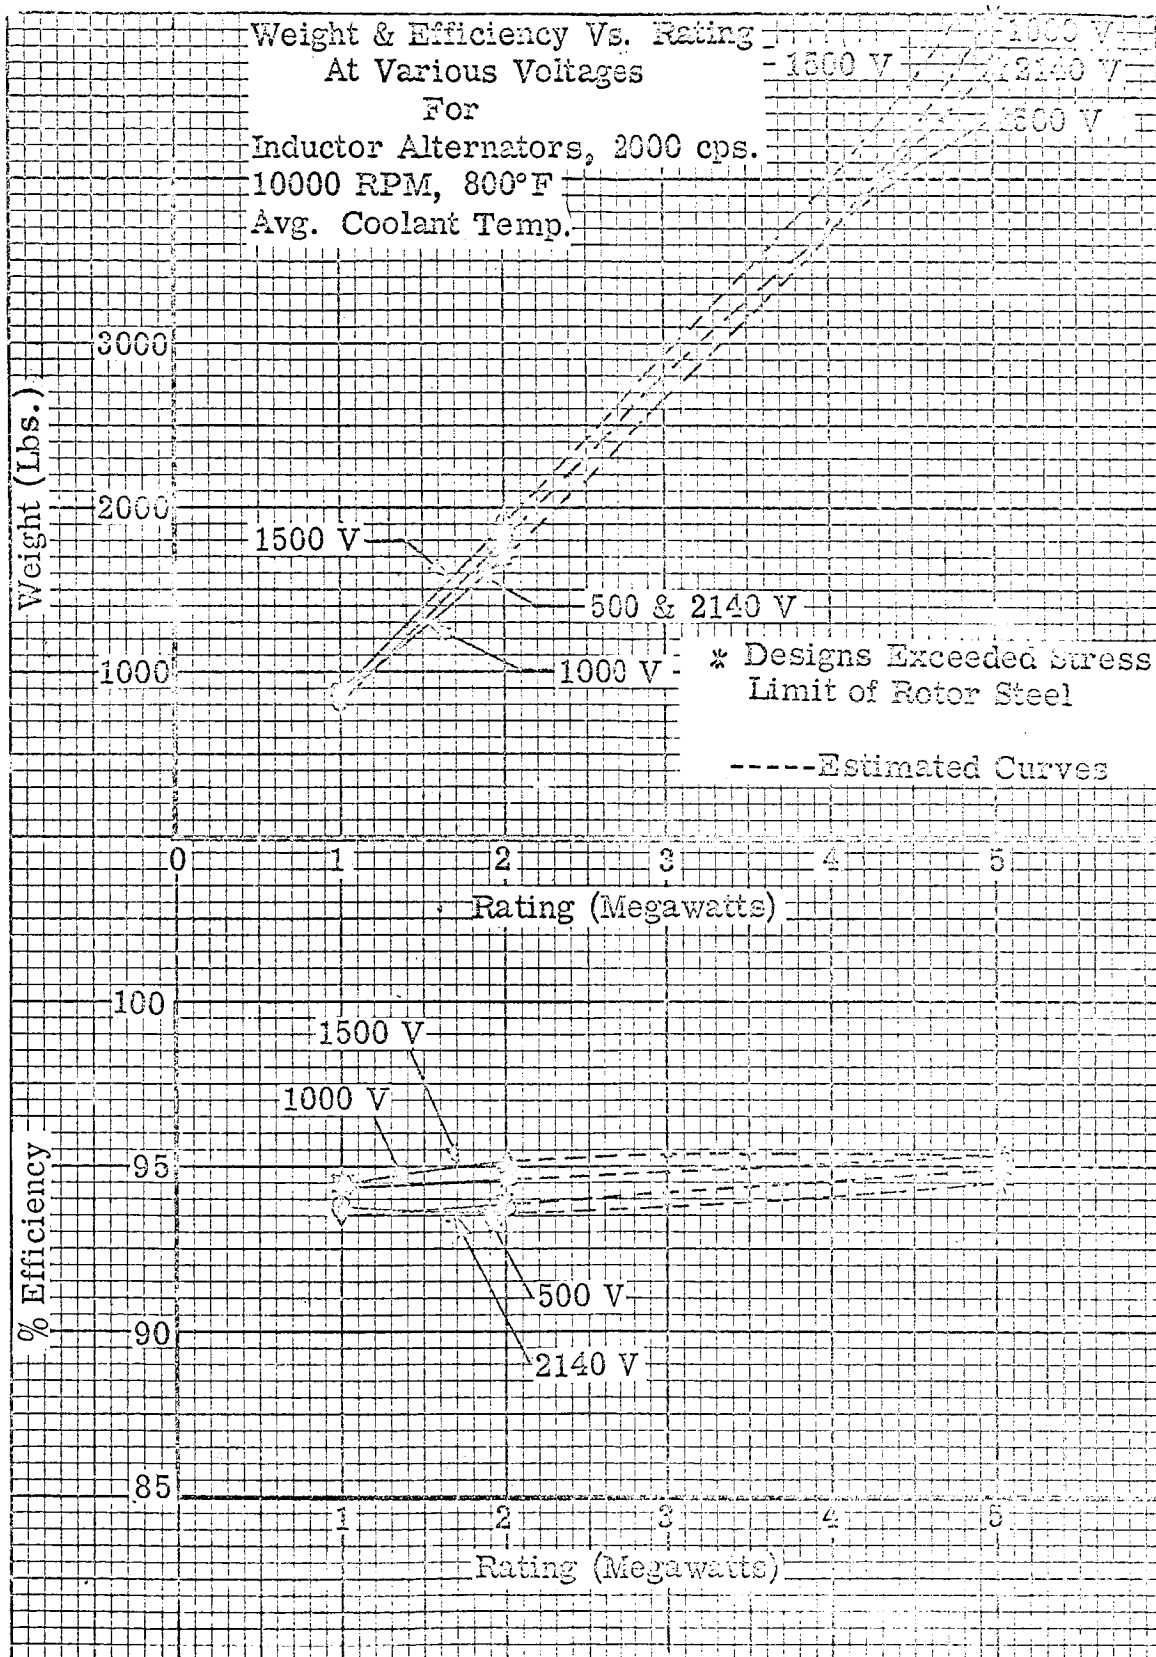 Weight & Efficiency Vs. Rating
At Various Voltages
For
Inductor Alternators, 2000 cps.
10000 RPM, 800°F
Avg. Coolant Temp.
1500 V
2140 V
3000
2000
1000
Weight (Lbs.)
1500 V
500 & 2140 V
1000 V
* Designs Exceeded Stress
Limit of Rotor Steel
-----Estimated Curves
0 1 2 3 4 5
Rating (Megawatts)
100
95
90
85
% Efficiency
1500 V
1000 V
500 V
2140 V
1 2 3 4 5
Rating (Megawatts)